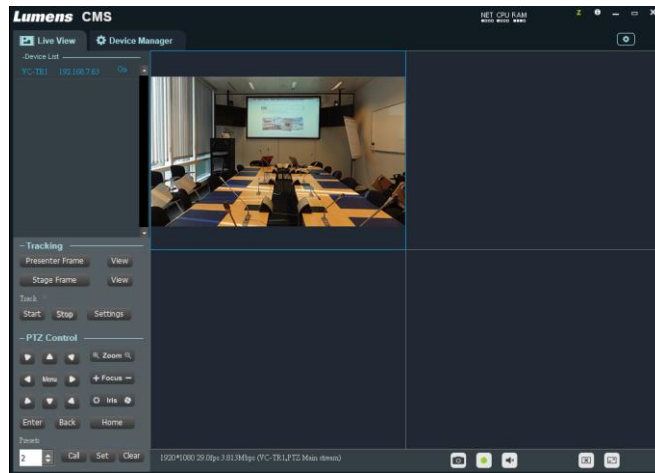 Lumens CMS
NET CPU RAM
Live View
Device Manager
-Device List
VC-TR1 192.168.7.63 On
- Tracking
Presenter Frame View
Stage Frame View
Track
Start Stop Settings
- PTZ Control
Zoom
Menu + Focus -
Iris
Enter Back Home
Presets
2 Call Set Clear
1920*1080 29.0fps 3.013Mbps (VC-TR1,PTZ Main stream)